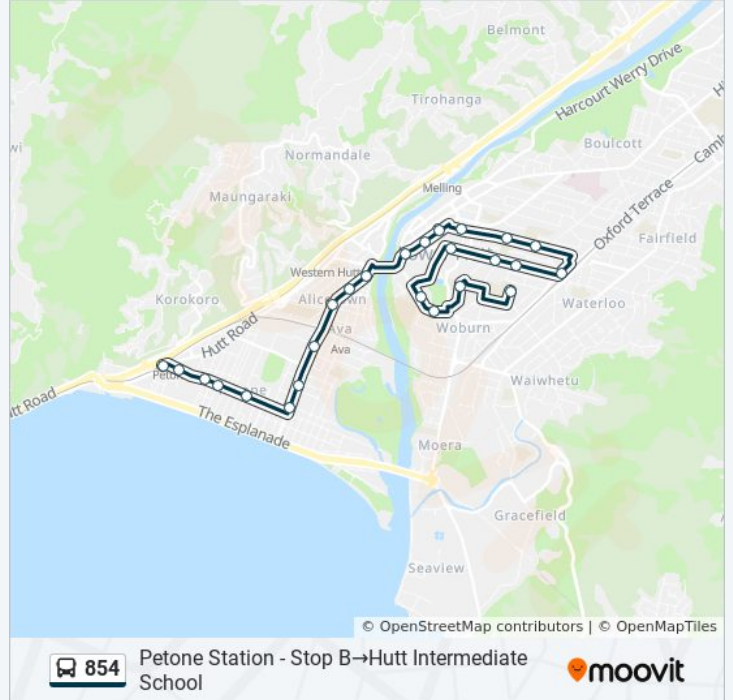 Belmont
Harcourt Werry Drive
Tirohanga
Boulcott
Normandale
Melling
Maungaraki
Oxford Terrace
Fairfield
Western Hutt
Korokoro
Waterloo
Woburn
Hutt Road
Ava
Ava
Waiwhetu
The Esplanade
Moera
Gracefield
Seaview
© OpenStreetMap contributors | © OpenMapTiles
854
Petone Station - Stop B→Hutt Intermediate
School
moovit